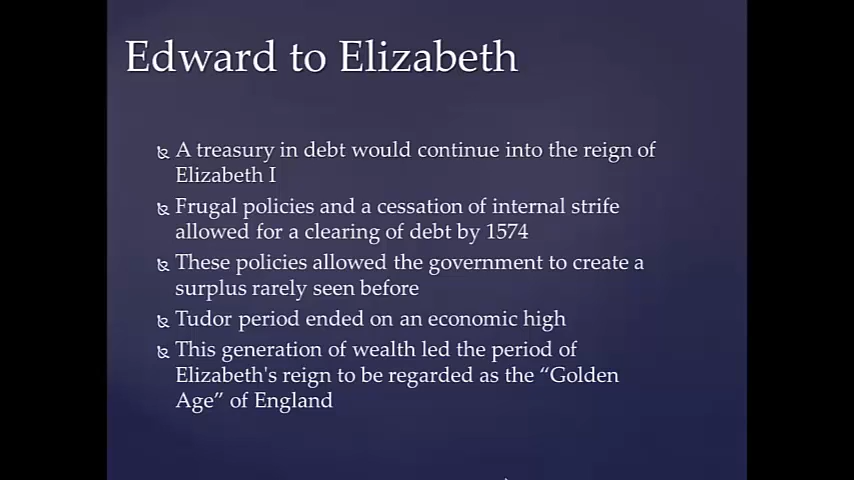 Edward to Elizabeth
A treasury in debt would continue into the reign of
Elizabeth I
Frugal policies and a cessation of internal strife
allowed for a clearing of debt by 1574
These policies allowed the government to create a
surplus rarely seen before
Tudor period ended on an economic high
This generation of wealth led the period of
Elizabeth's reign to be regarded as the “Golden
Age” of England